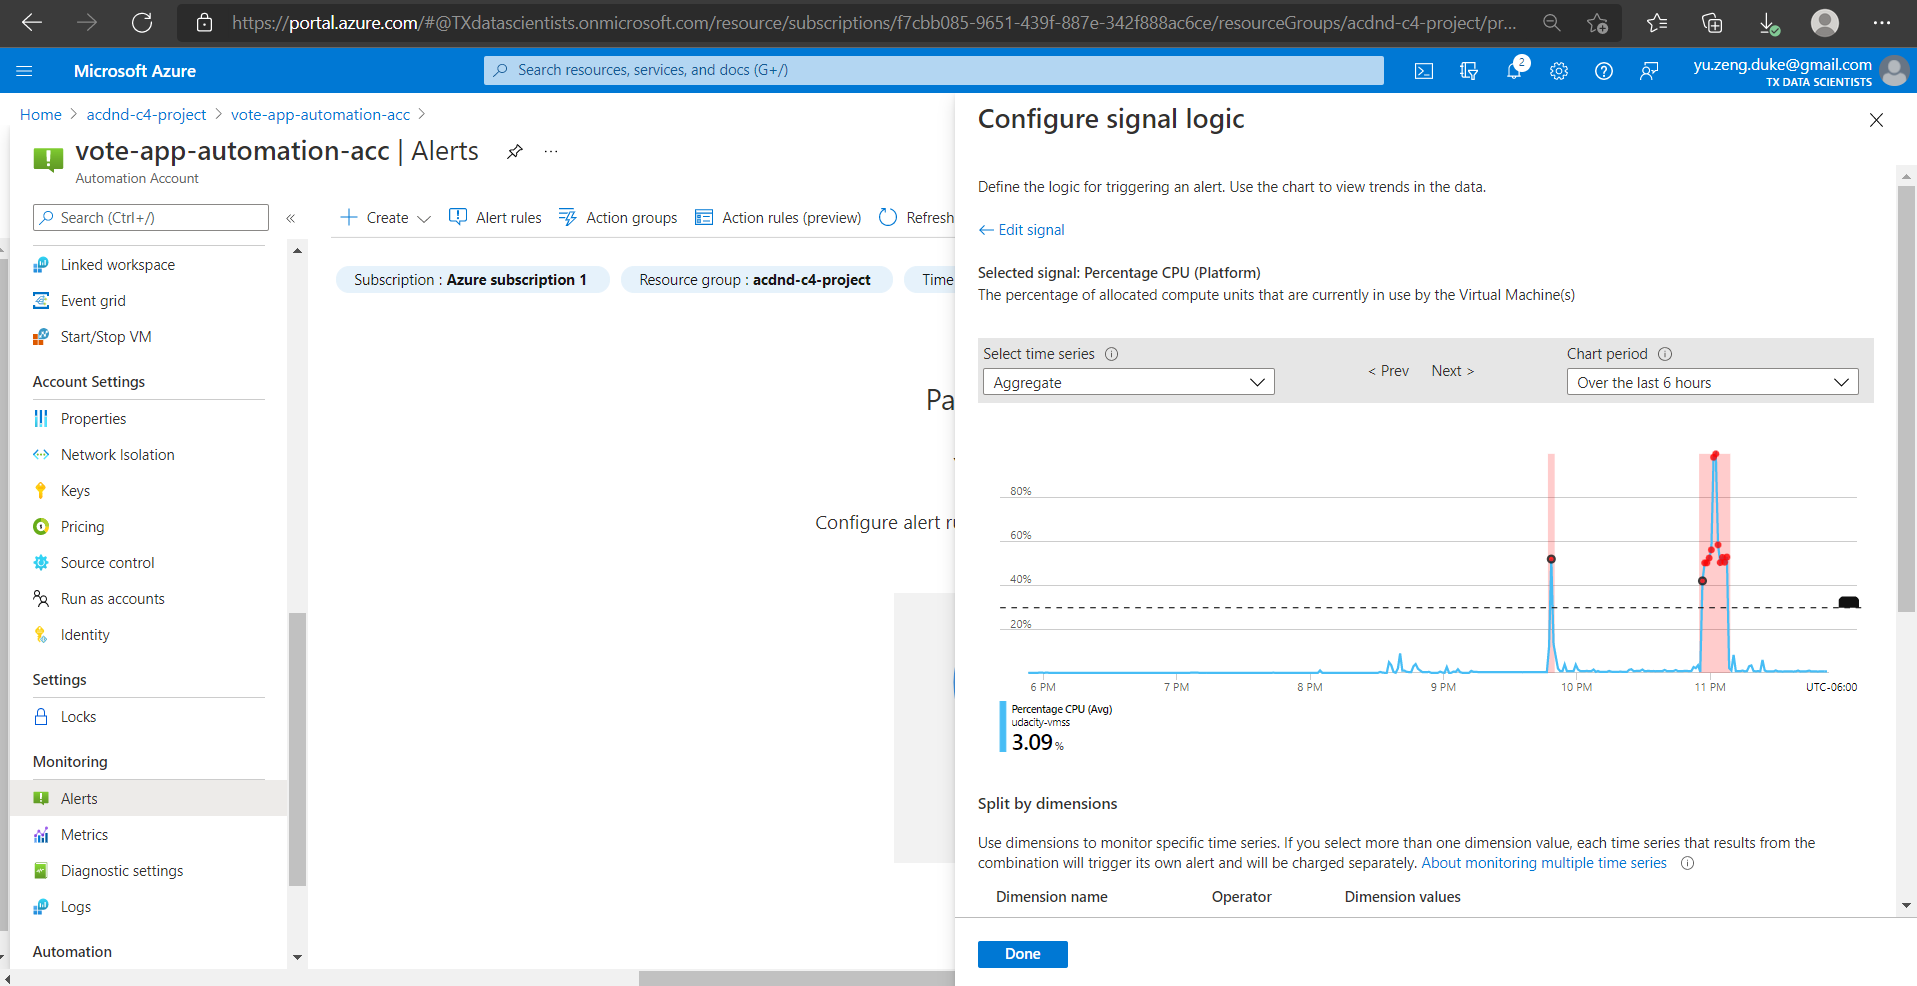 https://portal.azure.com/#@TXdatascientists.onmicrosoft.com/resource/subscriptions/f7cbb085-9651-439f-887e-342f888ac6ce/resourceGroups/acdnd-c4-project/pr...
Microsoft Azure
Search resources, services, and docs (G+/)
2
yu.zeng.duke@gmail.com
TX DATA SCIENTISTS
Home > acdnd-c4-project > vote-app-automation-acc >
vote-app-automation-acc | Alerts
Automation Account
Search (Ctrl+/)
Linked workspace
Event grid
Start/Stop VM
Account Settings
Properties
Network Isolation
Keys
Pricing
Source control
Run as accounts
Identity
Settings
Locks
Monitoring
Alerts
Metrics
Diagnostic settings
Logs
Automation
Create
Alert rules
Action groups
Action rules (preview)
Refresh
Subscription : Azure subscription 1
Resource group : acdnd-c4-project
Time
Pa
Configure alert ru
Configure signal logic
Define the logic for triggering an alert. Use the chart to view trends in the data.
← Edit signal
Selected signal: Percentage CPU (Platform)
The percentage of allocated compute units that are currently in use by the Virtual Machine(s)
Select time series
Aggregate
< Prev
Next >
Chart period
Over the last 6 hours
80%
60%
40%
20%
6 PM
7 PM
8 PM
9 PM
10 PM
11 PM
UTC-06:00
Percentage CPU (Avg)
udacity-vmss
3.09 %
Split by dimensions
Use dimensions to monitor specific time series. If you select more than one dimension value, each time series that results from the
combination will trigger its own alert and will be charged separately. About monitoring multiple time series
Dimension name
Operator
Dimension values
Done